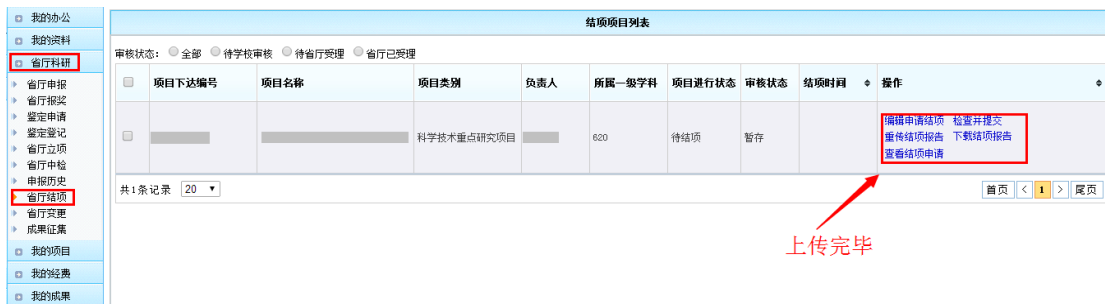 我的办公
我的资料
省厅科研
省厅申报
省厅报奖
鉴定申请
鉴定登记
省厅立项
省厅中检
申报历史
省厅结项
省厅变更
成果征集
我的项目
我的经费
我的成果
结项项目列表
审核状态: 全部 待学校审核 待省厅受理 省厅已受理
项目下达编号 项目名称 项目类别 负责人 所属一级学科 项目进行状态 审核状态 结项时间 操作
科学技术重点研究项目 620 待结项 暂存
编辑申请结项 检查并提交
重传结项报告 下载结项报告
查看结项申请
共1条记录 20 首页 < 1 > 尾页
上传完毕